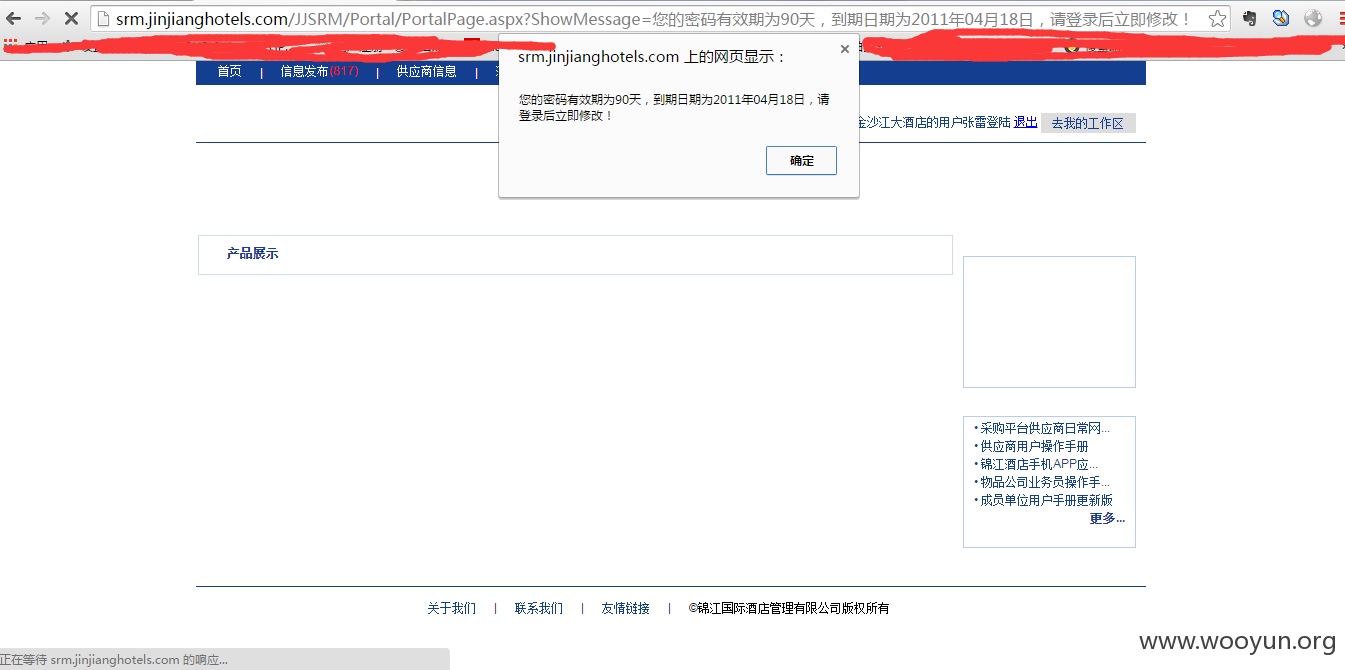 srm.jinjianghotels.com/JJSRM/Portal/PortalPage.aspx?ShowMessage=您的密码有效期为90天，到期日期为2011年04月18日，请登录后立即修改！
srm.jinjianghotels.com 上的网页显示：
首页 | 信息发布(817) | 供应商信息 |
您的密码有效期为90天，到期日期为2011年04月18日，请
登录后立即修改！
金沙江大酒店的用户张雷登陆 退出 去我的工作区
确定
产品展示
•采购平台供应商日常网...
•供应商用户操作手册
•锦江酒店手机APP应...
•物品公司业务员操作手...
•成员单位用户手册更新版
更多...
关于我们 | 联系我们 | 友情链接 | ©锦江国际酒店管理有限公司版权所有
www.wooyun.org
正在等待 srm.jinjianghotels.com 的响应...